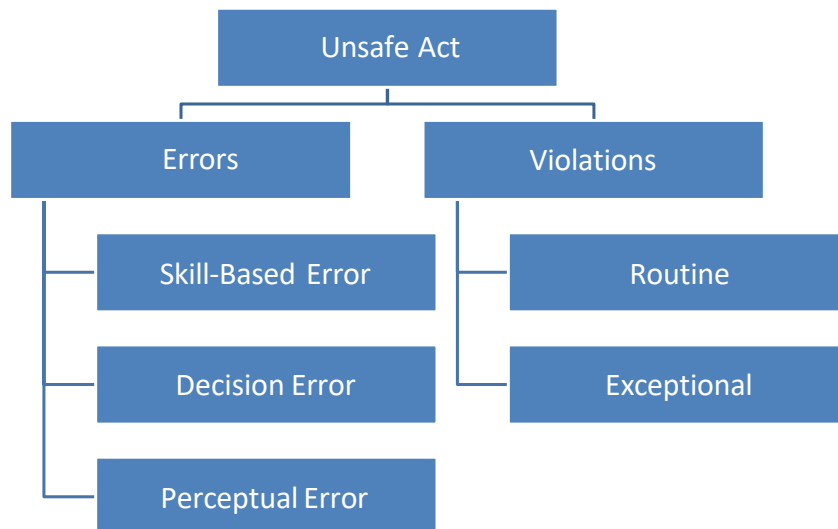 Unsafe Act
Errors
Violations
Skill-Based Error
Routine
Decision Error
Exceptional
Perceptual Error